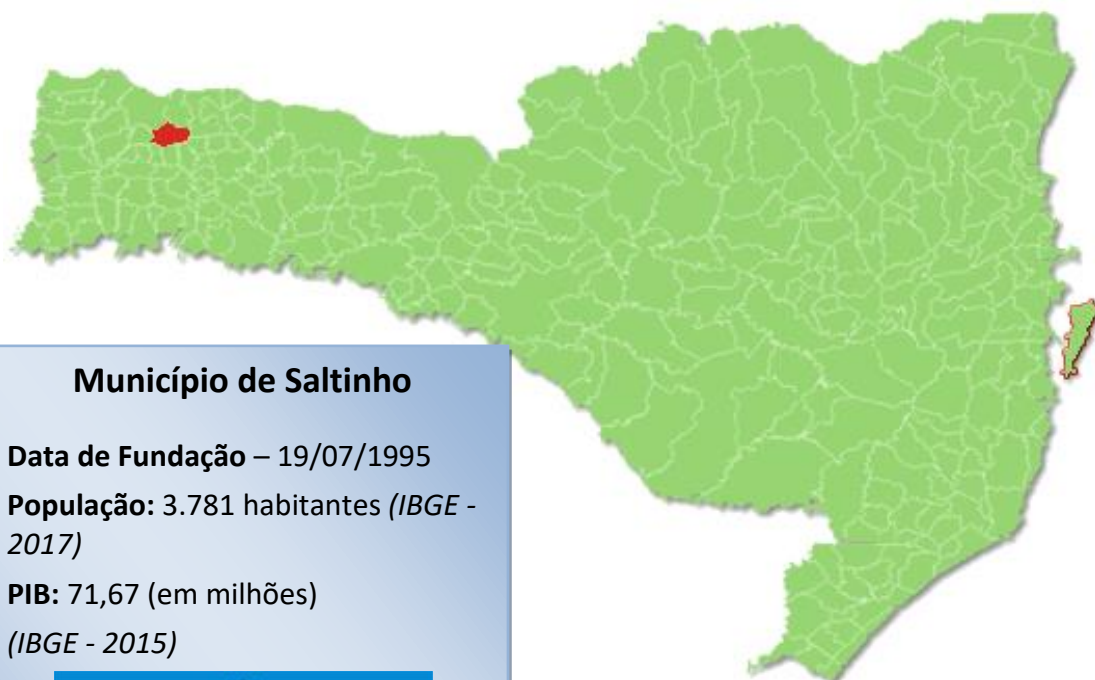 Município de Saltinho
Data de Fundação – 19/07/1995
População: 3.781 habitantes (IBGE -
2017)
PIB: 71,67 (em milhões)
(IBGE - 2015)